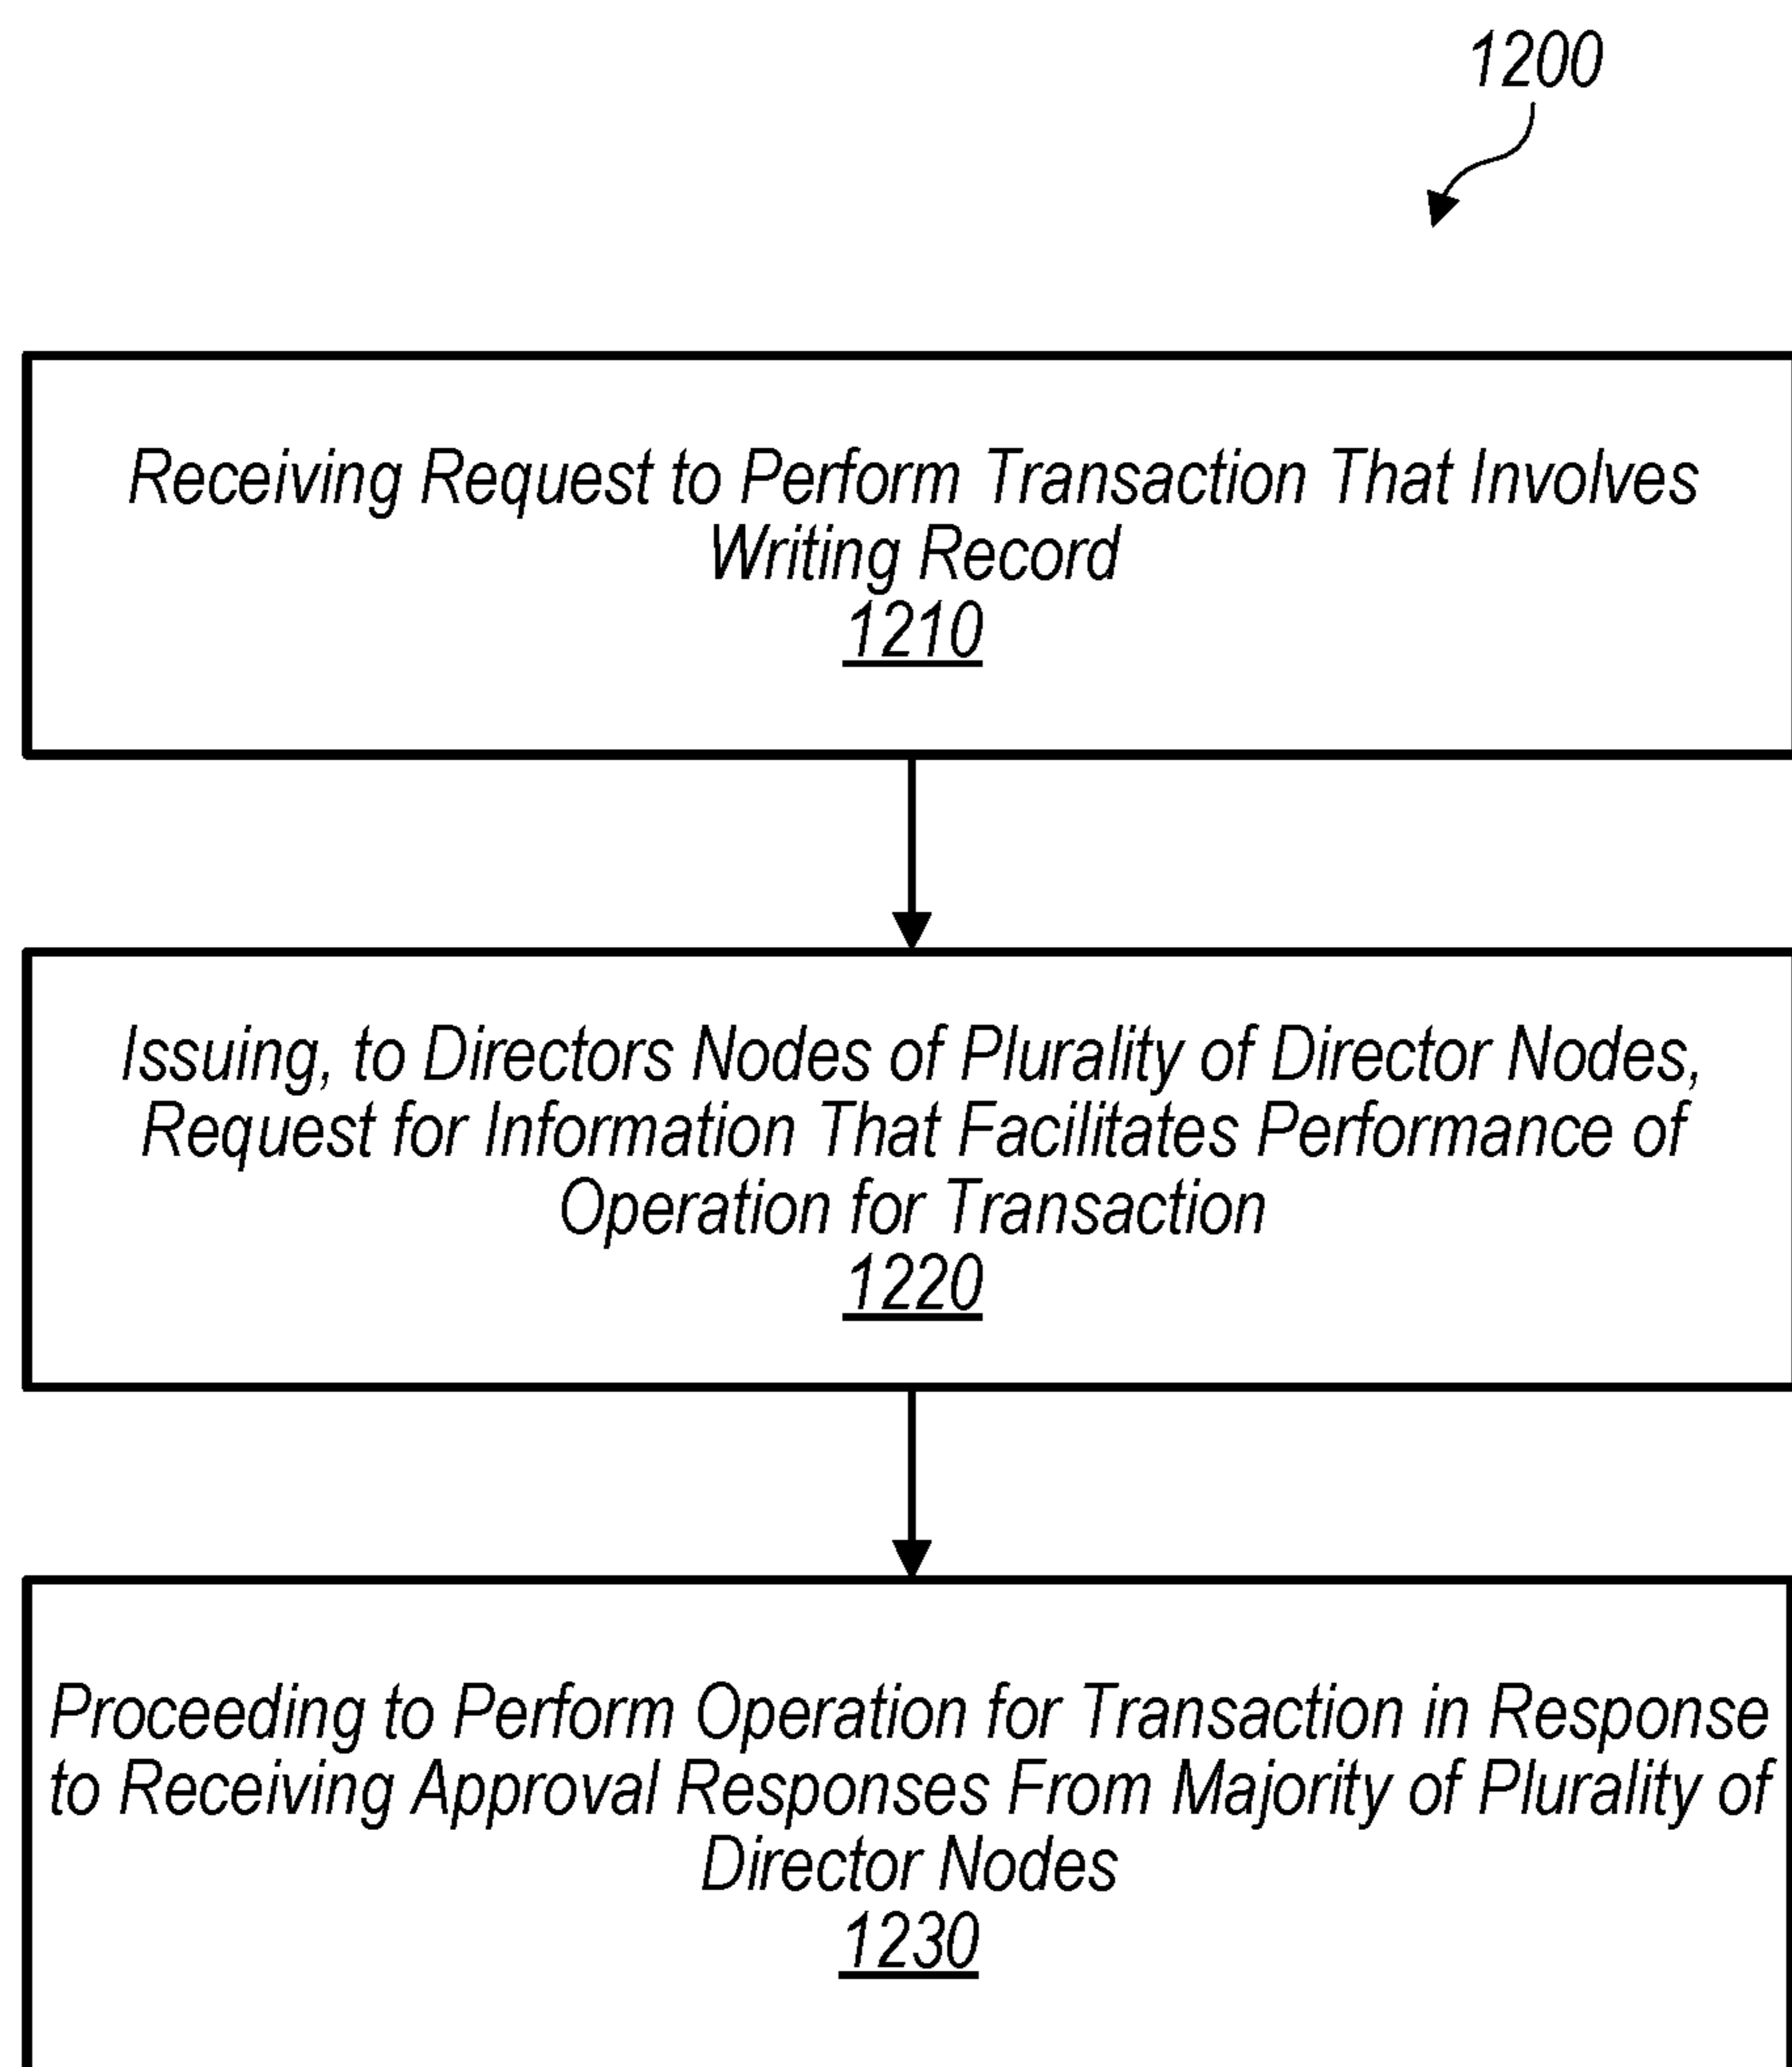 1200
Receiving Request to Perform Transaction That Involves
Writing Record
1210
Issuing, to Directors Nodes of Plurality of Director Nodes,
Request for Information That Facilitates Performance of
Operation for Transaction
1220
Proceeding to Perform Operation for Transaction in Response
to Receiving Approval Responses From Majority of Plurality of
Director Nodes
1230